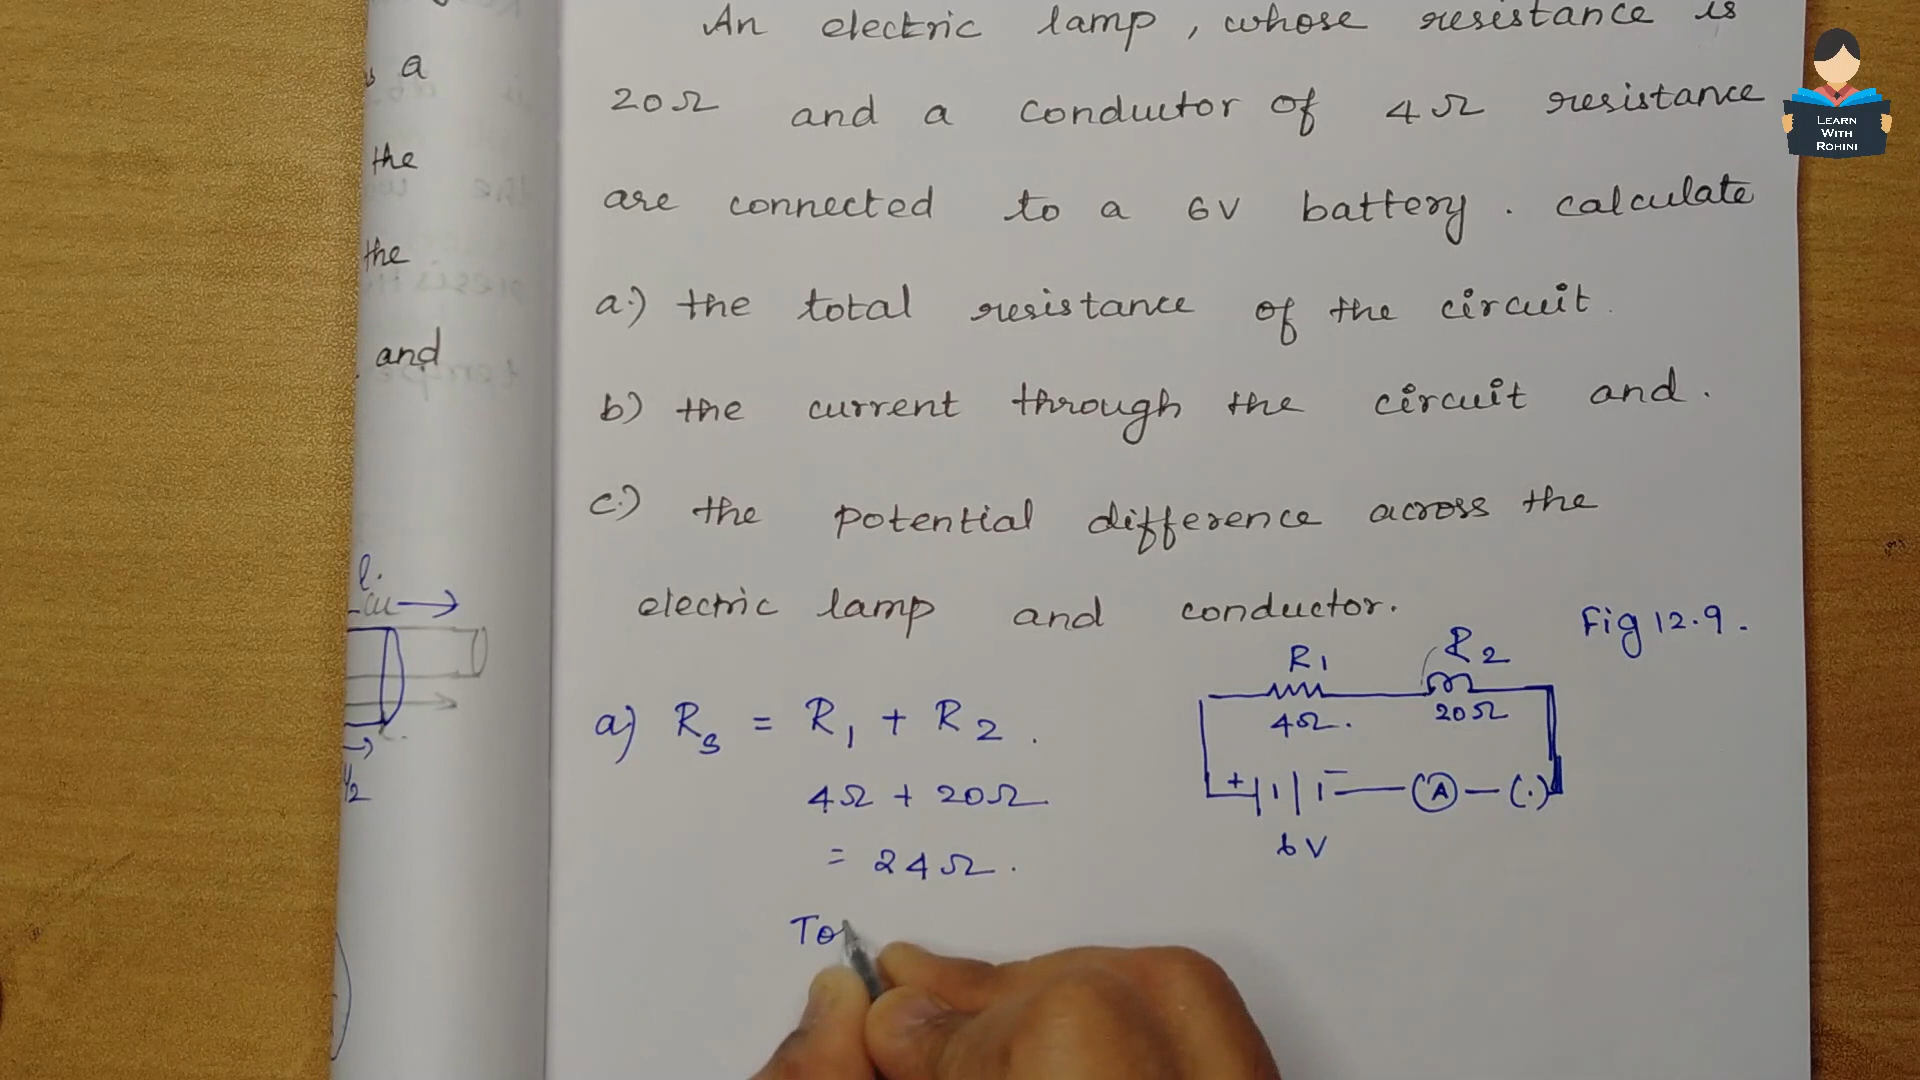 An electric lamp, whose resistance is
20Ω and a conductor of 4Ω resistance
are connected to a 6V battery. calculate
a.) the total resistance of the circuit.
b) the current through the circuit and.
c.) the potential difference across the
electric lamp and conductor.
Fig 12.9.
R1 R2
4Ω. 20Ω
+ − A (.)
6V
a) Rs = R1 + R2.
4Ω + 20Ω.
= 24Ω.
To
a
the
the
and
l.
LEARN
WITH
ROHINI